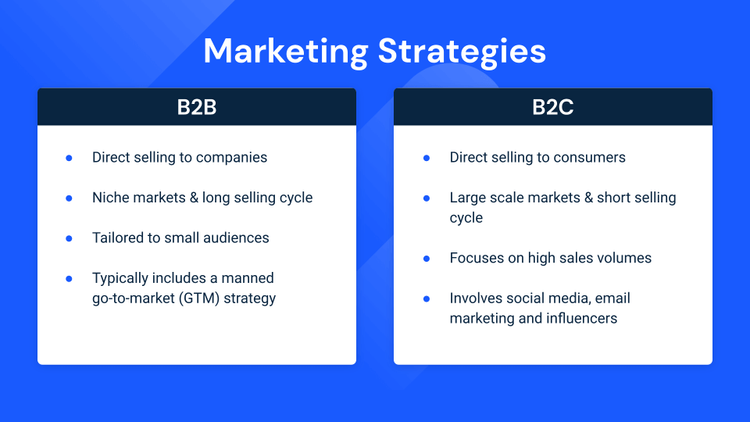 Marketing Strategies
B2B
Direct selling to companies
Niche markets & long selling cycle
Tailored to small audiences
Typically includes a manned
go-to-market (GTM) strategy
B2C
Direct selling to consumers
Large scale markets & short selling
cycle
Focuses on high sales volumes
Involves social media, email
marketing and influencers